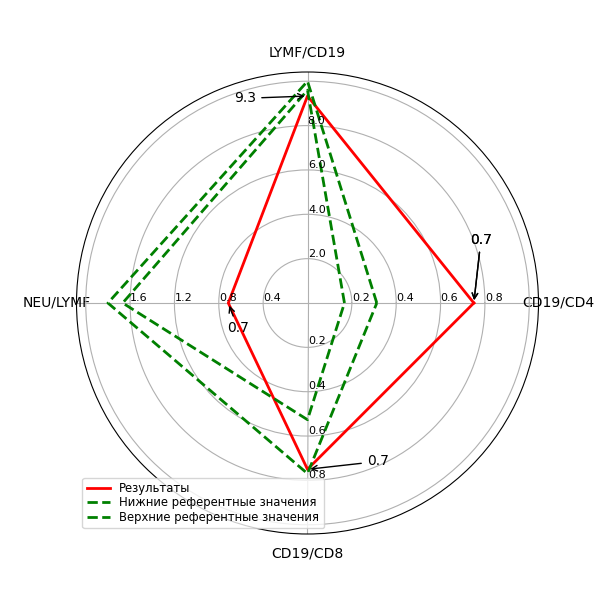 LYMF/CD19
9.3
8.0
6.0
0.7
4.0
2.0
NEU/LYMF
1.6 1.2 0.8 0.4 0.2 0.4 0.6 0.8
CD19/CD4
0.7
0.2
0.4
0.6
0.7
0.8
Результаты
Нижние референтные значения
Верхние референтные значения
CD19/CD8